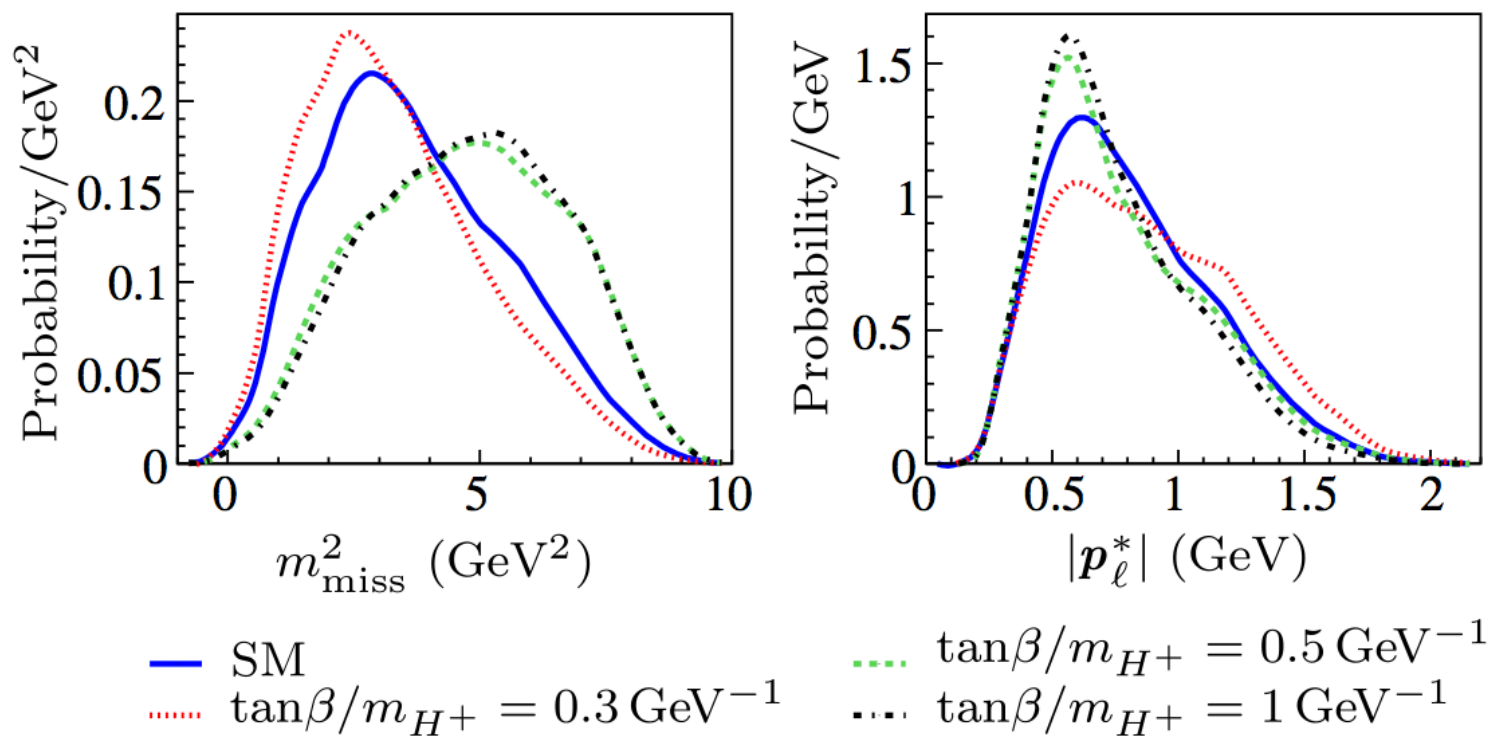 Probability/GeV²
0.2
0.15
0.1
0.05
0
0 5 10
m²miss (GeV²)
Probability/GeV
1.5
1
0.5
0
0 0.5 1 1.5 2
|p*ℓ| (GeV)
SM
tanβ/mH+ = 0.3 GeV⁻¹
tanβ/mH+ = 0.5 GeV⁻¹
tanβ/mH+ = 1 GeV⁻¹